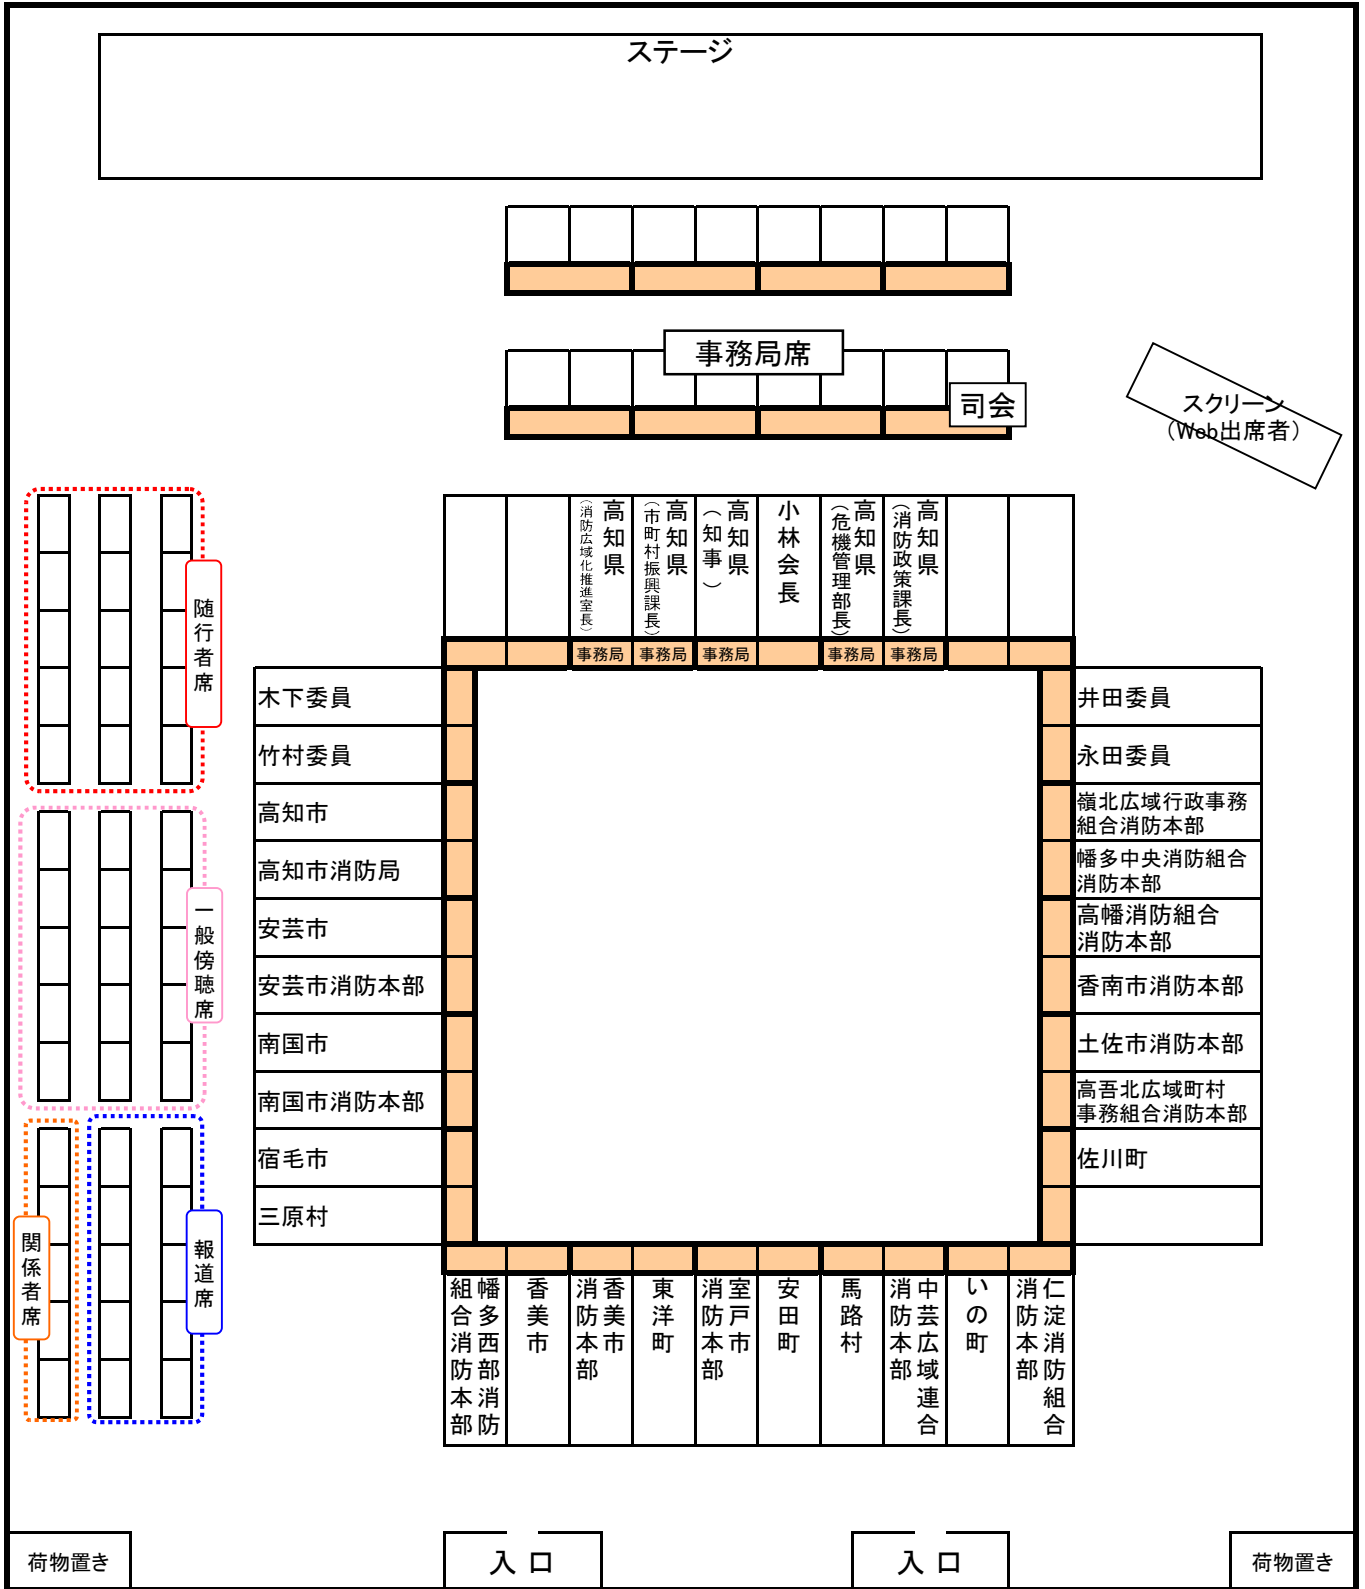 ステージ
事務局席
司会
スクリーン
（Web出席者）
高知県
（消防広域化推進室長）
高知県
（市町村振興課長）
高知県
（知事）
小林会長
高知県
（危機管理部長）
高知県
（消防政策課長）
事務局
事務局
事務局
事務局
事務局
随行者席
一般傍聴席
関係者席
報道席
木下委員
竹村委員
高知市
高知市消防局
安芸市
安芸市消防本部
南国市
南国市消防本部
宿毛市
三原村
井田委員
永田委員
嶺北広域行政事務
組合消防本部
幡多中央消防組合
消防本部
高幡消防組合
消防本部
香南市消防本部
土佐市消防本部
高吾北広域町村
事務組合消防本部
佐川町
幡多西部消防
組合消防本部
香美市
香美市
消防本部
東洋町
室戸市
消防本部
安田町
馬路村
中芸広域連合
消防本部
いの町
仁淀消防組合
消防本部
荷物置き
入口
入口
荷物置き